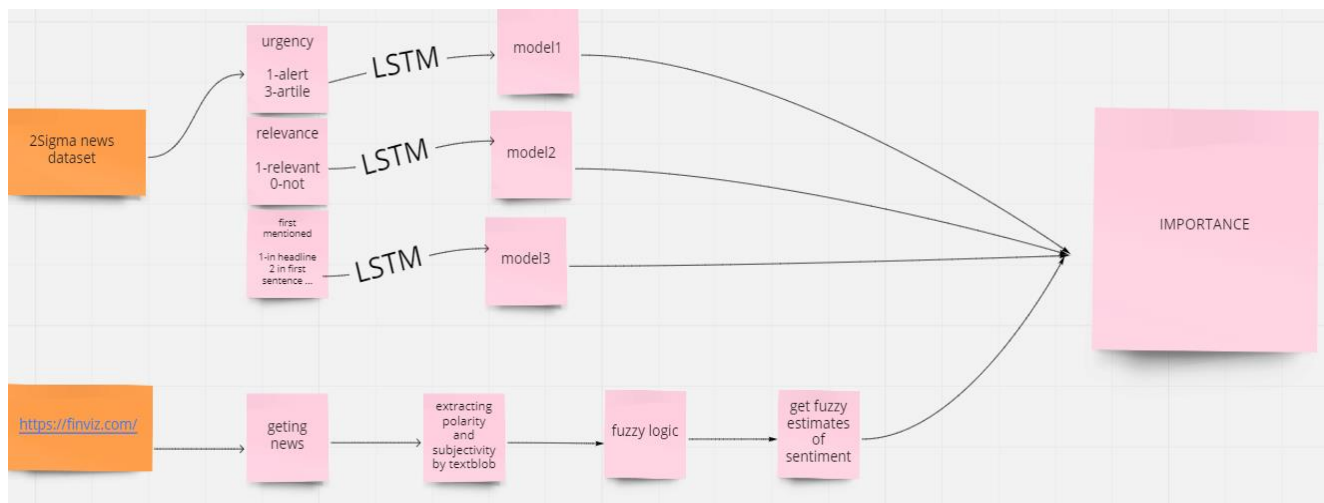 urgency
1-alert
3-artile
LSTM
model1
2Sigma news
dataset
relevance
1-relevant
0-not
LSTM
model2
first
mentioned
1-in headline
2 in first
sentence ...
LSTM
model3
IMPORTANCE
https://finviz.com/
geting
news
extracting
polarity
and
subjectivity
by textblob
fuzzy logic
get fuzzy
estimates
of
sentiment